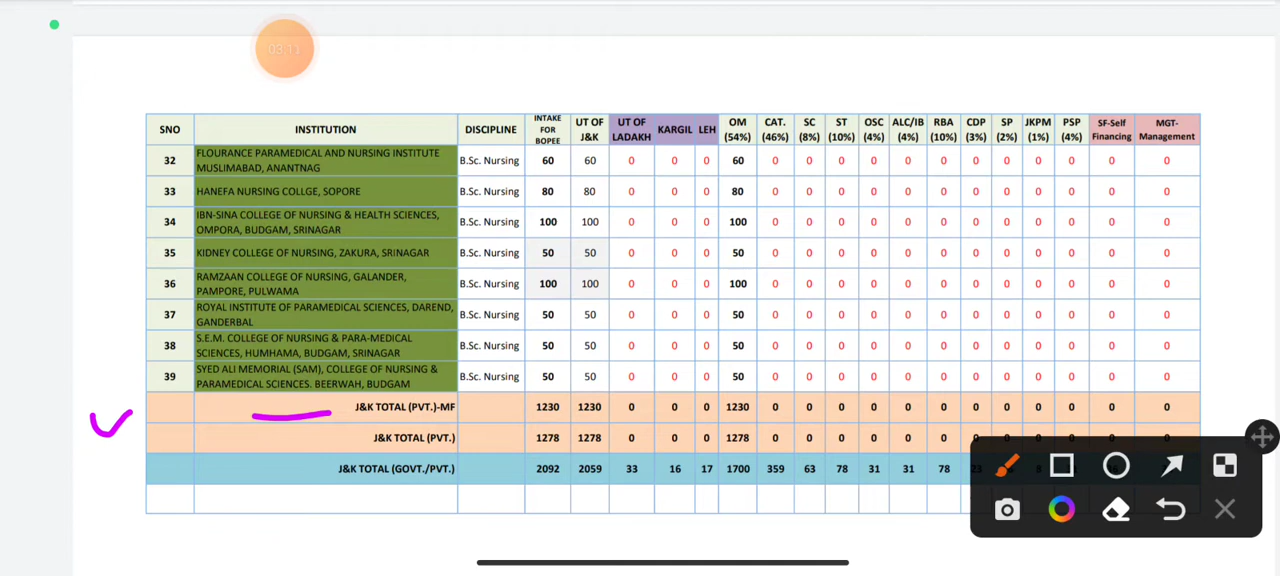 03:11
SNO INSTITUTION DISCIPLINE INTAKE FOR BOPEE UT OF J&K UT OF LADAKH KARGIL LEH OM (54%) CAT. (46%) SC (8%) ST (10%) OSC (4%) ALC/IB (4%) RBA (10%) CDP (3%) SP (2%) JKPM (1%) PSP (4%) SF-Self Financing MGT-Management
32 FLOURANCE PARAMEDICAL AND NURSING INSTITUTE MUSLIMABAD, ANANTNAG B.Sc. Nursing 60 60 0 0 0 60 0 0 0 0 0 0 0 0 0 0 0 0
33 HANEFA NURSING COLLGE, SOPORE B.Sc. Nursing 80 80 0 0 0 80 0 0 0 0 0 0 0 0 0 0 0 0
34 IBN-SINA COLLEGE OF NURSING & HEALTH SCIENCES, OMPORA, BUDGAM, SRINAGAR B.Sc. Nursing 100 100 0 0 0 100 0 0 0 0 0 0 0 0 0 0 0 0
35 KIDNEY COLLEGE OF NURSING, ZAKURA, SRINAGAR B.Sc. Nursing 50 50 0 0 0 50 0 0 0 0 0 0 0 0 0 0 0 0
36 RAMZAAN COLLEGE OF NURSING, GALANDER, PAMPORE, PULWAMA B.Sc. Nursing 100 100 0 0 0 100 0 0 0 0 0 0 0 0 0 0 0 0
37 ROYAL INSTITUTE OF PARAMEDICAL SCIENCES, DAREND, GANDERBAL B.Sc. Nursing 50 50 0 0 0 50 0 0 0 0 0 0 0 0 0 0 0 0
38 S.E.M. COLLEGE OF NURSING & PARA-MEDICAL SCIENCES, HUMHAMA, BUDGAM, SRINAGAR B.Sc. Nursing 50 50 0 0 0 50 0 0 0 0 0 0 0 0 0 0 0 0
39 SYED ALI MEMORIAL (SAM), COLLEGE OF NURSING & PARAMEDICAL SCIENCES. BEERWAH, BUDGAM B.Sc. Nursing 50 50 0 0 0 50 0 0 0 0 0 0 0 0 0 0 0 0
J&K TOTAL (PVT.)-MF 1230 1230 0 0 0 1230 0 0 0 0 0 0 0 0 0 0 0 0
J&K TOTAL (PVT.) 1278 1278 0 0 0 1278 0 0 0 0 0 0 0 0 0 0 0 0
J&K TOTAL (GOVT./PVT.) 2092 2059 33 16 17 1700 359 63 78 31 31 78